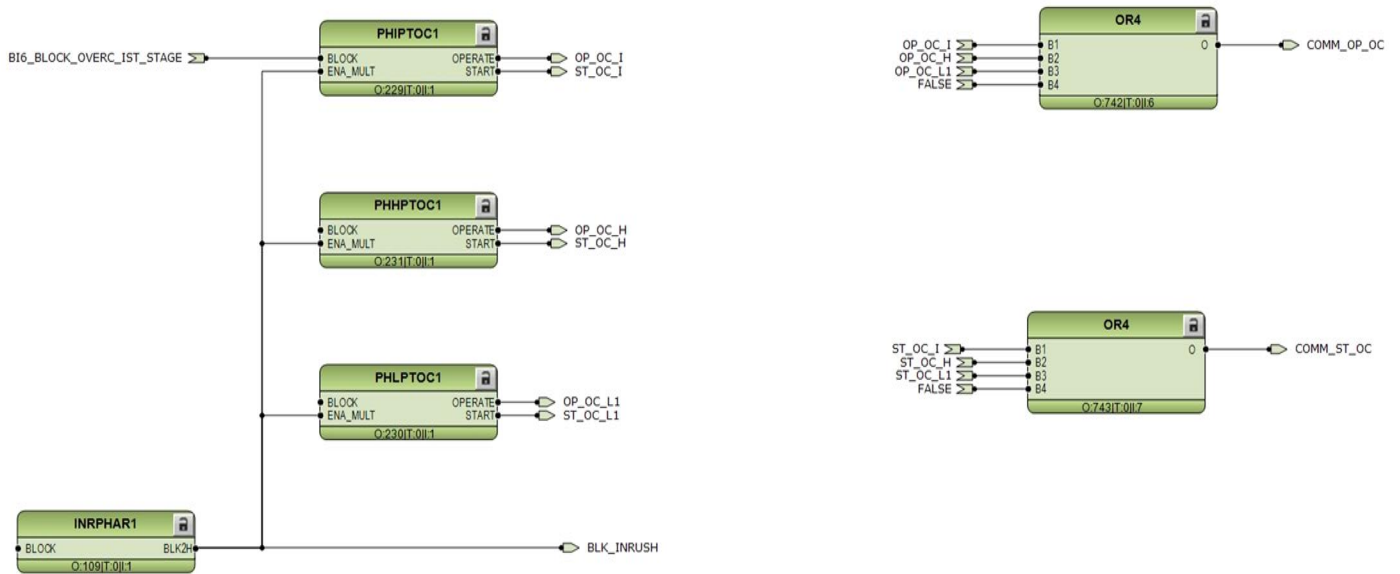 PHIPTOC1
BI6_BLOCK_OVERC_IST_STAGE
BLOCK OPERATE
OP_OC_I
ENA_MULT START
ST_OC_I
O:229|T:0|I:1
PHHPTOC1
BLOCK OPERATE
OP_OC_H
ENA_MULT START
ST_OC_H
O:231|T:0|I:1
PHLPTOC1
BLOCK OPERATE
OP_OC_L1
ENA_MULT START
ST_OC_L1
O:230|T:0|I:1
INRPHAR1
BLOCK BLK2H
BLK_INRUSH
O:109|T:0|I:1
OR4
OP_OC_I B1 O COMM_OP_OC
OP_OC_H B2
OP_OC_L1 B3
FALSE B4
O:742|T:0|I:6
OR4
ST_OC_I B1 O COMM_ST_OC
ST_OC_H B2
ST_OC_L1 B3
FALSE B4
O:743|T:0|I:7